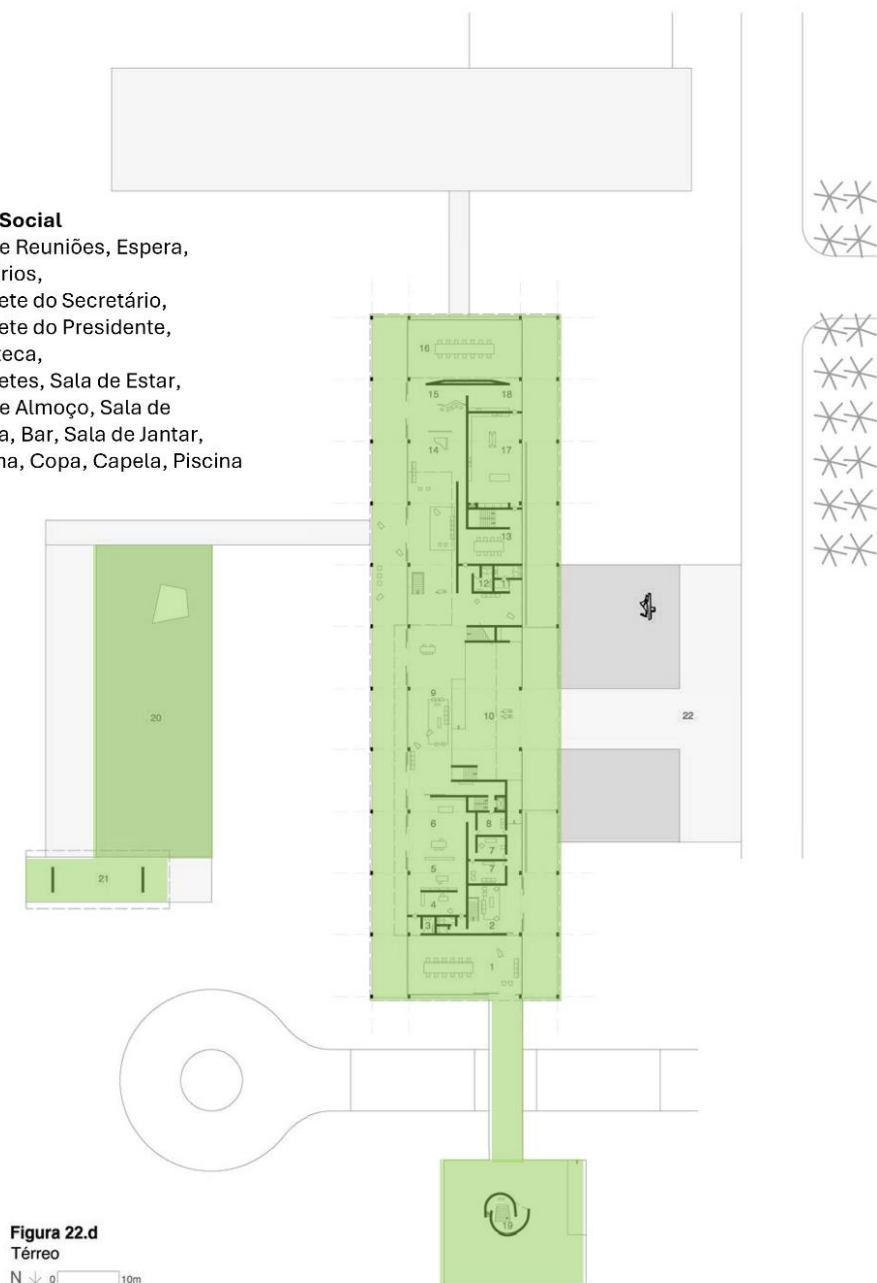 Social
e Reuniões, Espera,
rios,
ete do Secretário,
ete do Presidente,
teca,
etes, Sala de Estar,
e Almoço, Sala de
a, Bar, Sala de Jantar,
na, Copa, Capela, Piscina
16
15 18
14 17
13
12 11
9
10
20
22
6
8
7
5 7
4
3 2
21
1
19
Figura 22.d
Térreo
N 0 10m